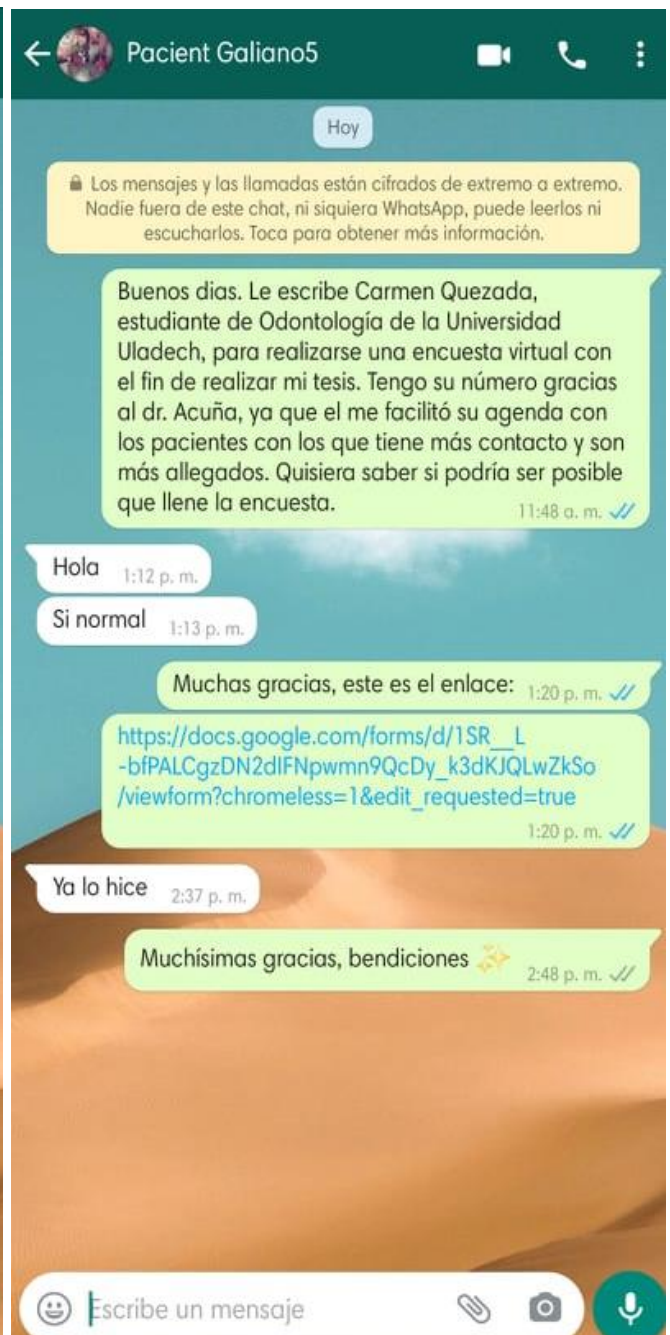 Pacient Galiano5
Hoy
Los mensajes y las llamadas están cifrados de extremo a extremo.
Nadie fuera de este chat, ni siquiera WhatsApp, puede leerlos ni
escucharlos. Toca para obtener más información.
Buenos dias. Le escribe Carmen Quezada,
estudiante de Odontología de la Universidad
Uladech, para realizarse una encuesta virtual con
el fin de realizar mi tesis. Tengo su número gracias
al dr. Acuña, ya que el me facilitó su agenda con
los pacientes con los que tiene más contacto y son
más allegados. Quisiera saber si podría ser posible
que llene la encuesta.
11:48 a. m.
Hola 1:12 p. m.
Si normal 1:13 p. m.
Muchas gracias, este es el enlace: 1:20 p. m.
https://docs.google.com/forms/d/1SR__L
-bfPALCgzDN2dIFNpwmn9QcDy_k3dKJQLwZkSo
/viewform?chromeless=1&edit_requested=true
1:20 p. m.
Ya lo hice 2:37 p. m.
Muchísimas gracias, bendiciones ✨ 2:48 p. m.
Escribe un mensaje